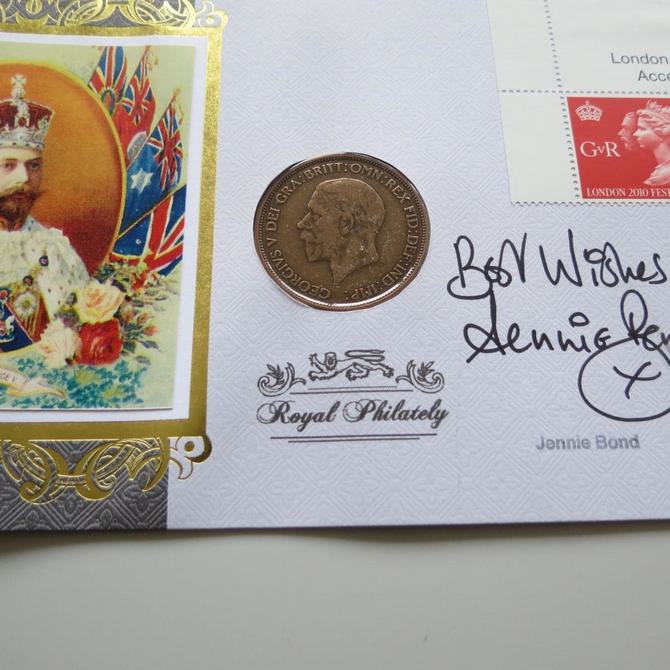 London
Acce
GVR
LONDON 2010 FEST
GEORGIVS V DEI GRA: BRITT: OMN: REX FID: DEF: IND: IMP:
Best Wishes
Jennie
X
Royal Philately
Jennie Bond